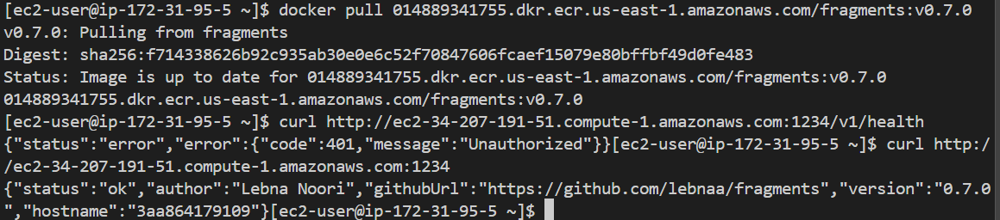 [ec2-user@ip-172-31-95-5 ~]$ docker pull 014889341755.dkr.ecr.us-east-1.amazonaws.com/fragments:v0.7.0
v0.7.0: Pulling from fragments
Digest: sha256:f714338626b92c935ab30e0e6c52f70847606fcaef15079e80bffbf49d0fe483
Status: Image is up to date for 014889341755.dkr.ecr.us-east-1.amazonaws.com/fragments:v0.7.0
014889341755.dkr.ecr.us-east-1.amazonaws.com/fragments:v0.7.0
[ec2-user@ip-172-31-95-5 ~]$ curl http://ec2-34-207-191-51.compute-1.amazonaws.com:1234/v1/health
{"status":"error","error":{"code":401,"message":"Unauthorized"}}[ec2-user@ip-172-31-95-5 ~]$ curl http:/
/ec2-34-207-191-51.compute-1.amazonaws.com:1234
{"status":"ok","author":"Lebna Noori","githubUrl":"https://github.com/lebnaa/fragments","version":"0.7.0
","hostname":"3aa864179109"}[ec2-user@ip-172-31-95-5 ~]$